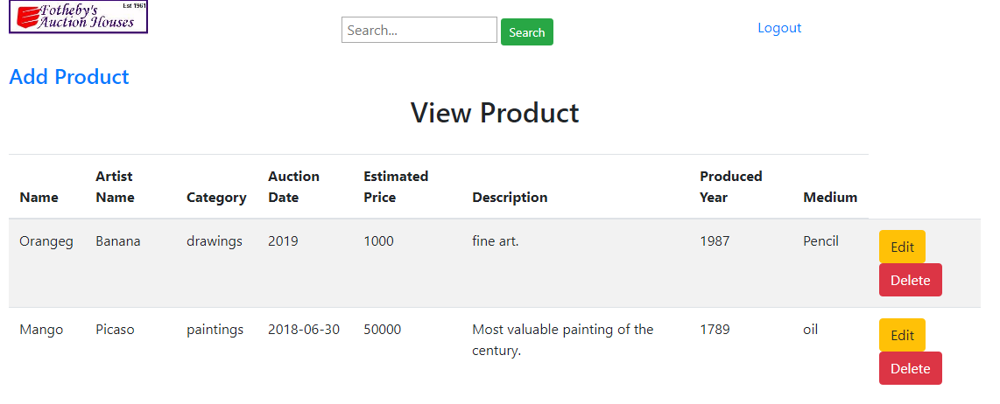 Fotheby's Est 1961
Auction Houses
Search... Search Logout
Add Product
View Product
Artist Auction Estimated Produced
Name Name Category Date Price Description Year Medium
Orangeg Banana drawings 2019 1000 fine art. 1987 Pencil Edit
Delete
Mango Picaso paintings 2018-06-30 50000 Most valuable painting of the 1789 oil Edit
century.
Delete